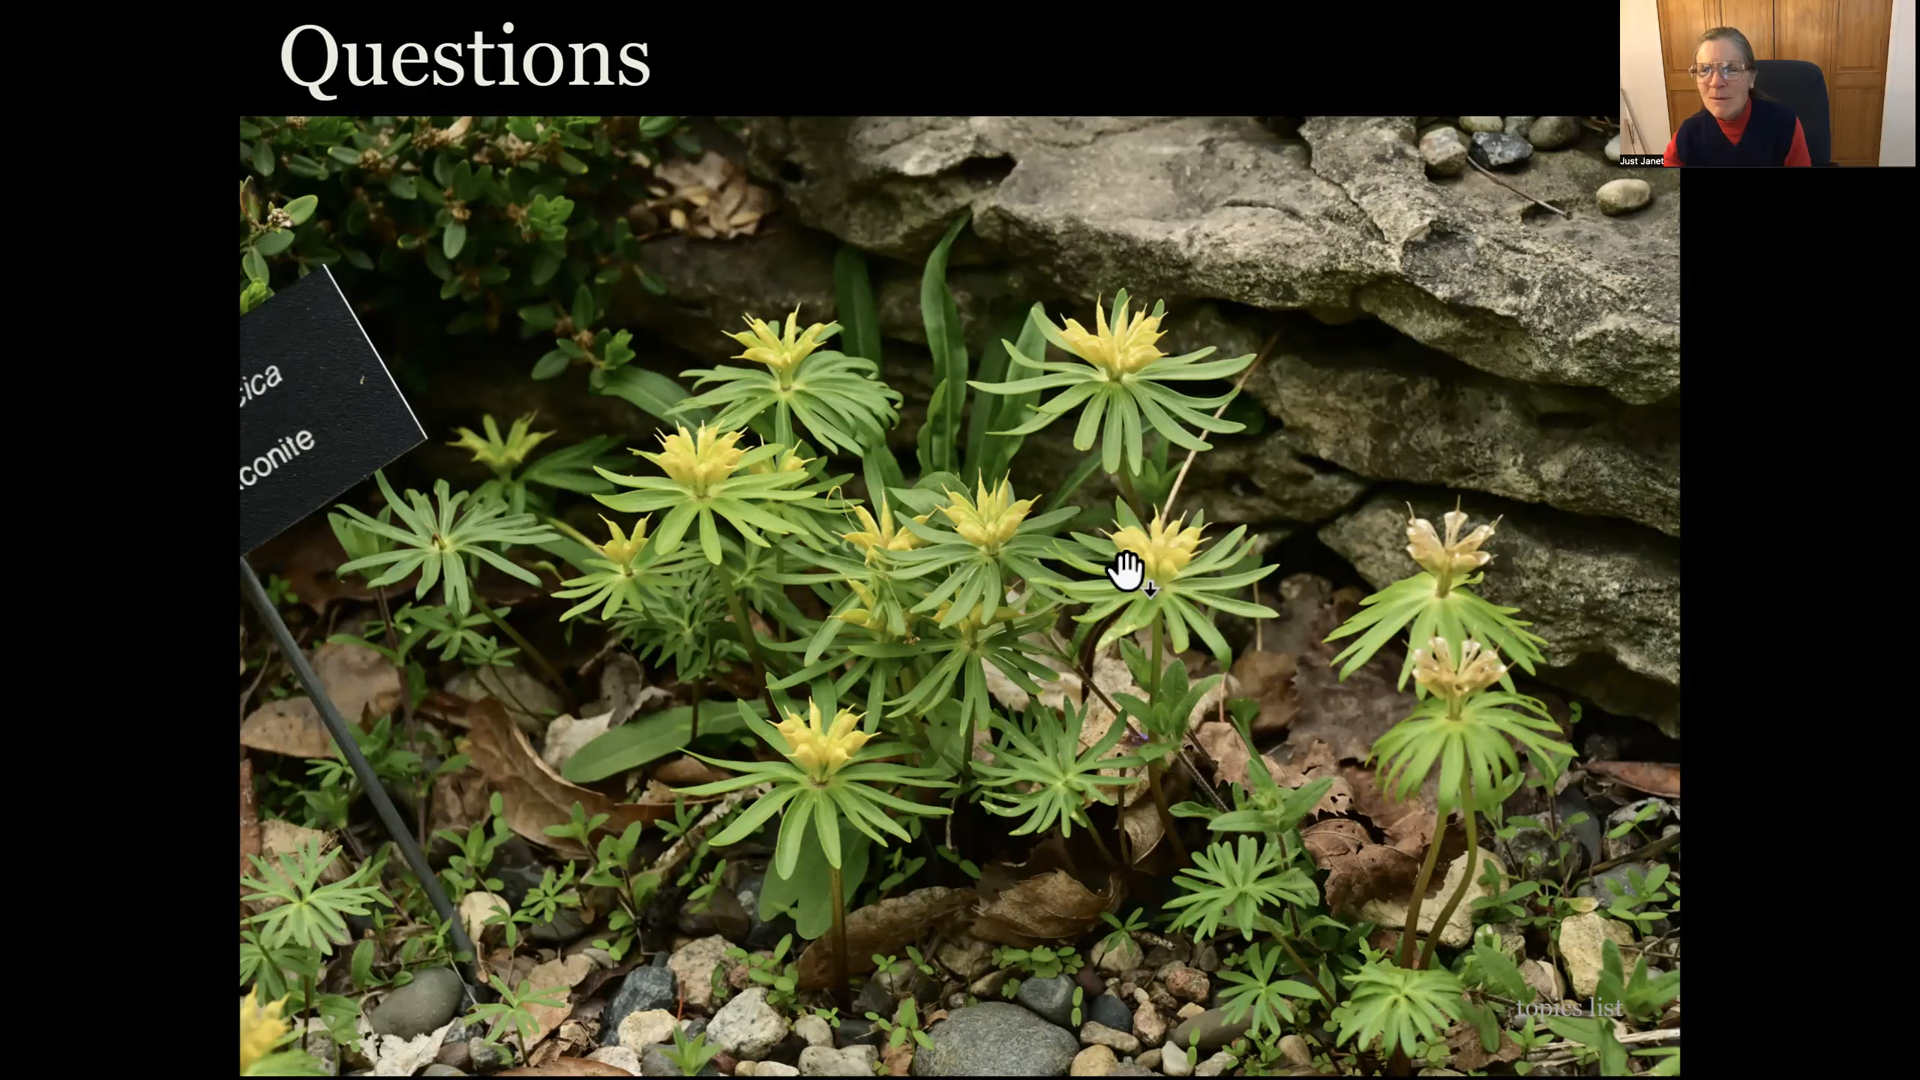 Questions
Just Janet
cica
conite
topics list